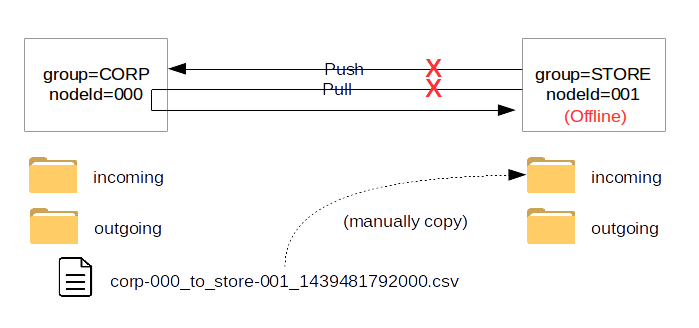 group=CORP
nodeId=000
Push
X
Pull
X
group=STORE
nodeId=001
(Offline)
incoming
outgoing
corp-000_to_store-001_1439481792000.csv
(manually copy)
incoming
outgoing